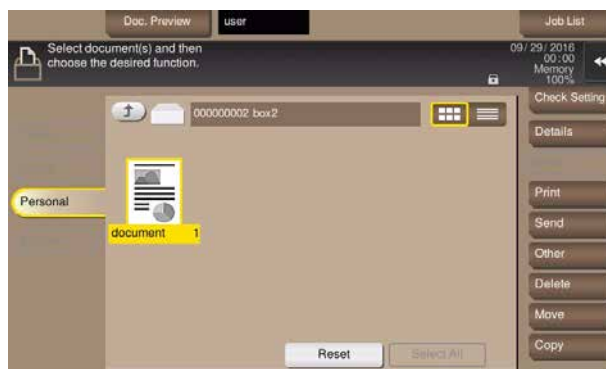 Doc. Preview
user
Job List
Select document(s) and then
choose the desired function.
09/29/2016
00:00
Memory
100%
Check Setting
000000002 box2
Details
Personal
Print
document 1
Send
Other
Delete
Move
Reset
Select All
Copy